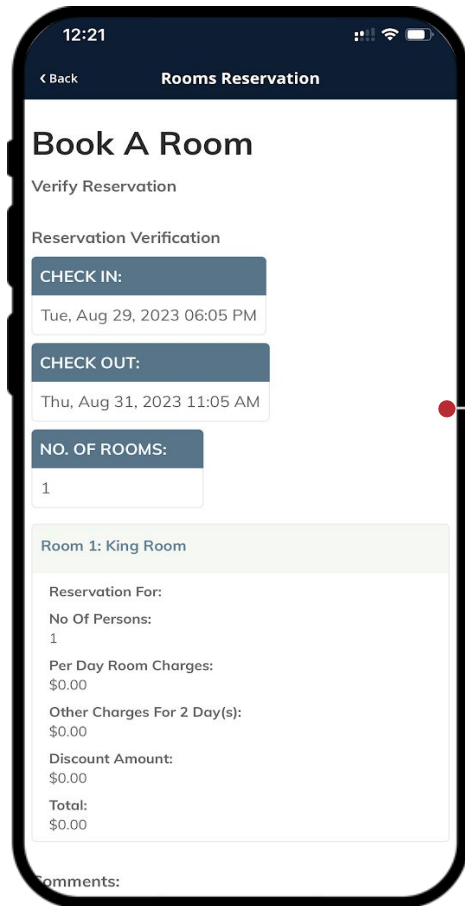 12:21
Back Rooms Reservation
Book A Room
Verify Reservation
Reservation Verification
CHECK IN:
Tue, Aug 29, 2023 06:05 PM
CHECK OUT:
Thu, Aug 31, 2023 11:05 AM
NO. OF ROOMS:
1
Room 1: King Room
Reservation For:
No Of Persons:
1
Per Day Room Charges:
$0.00
Other Charges For 2 Day(s):
$0.00
Discount Amount:
$0.00
Total:
$0.00
Comments: